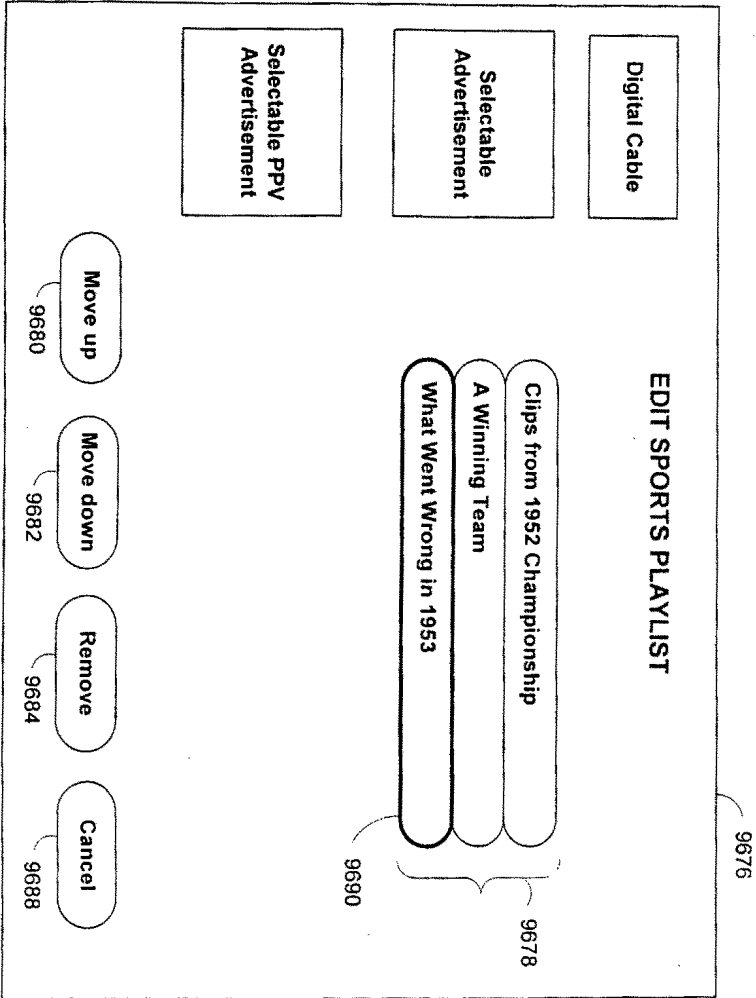 9676
EDIT SPORTS PLAYLIST
Digital Cable
Selectable
Advertisement
Selectable PPV
Advertisement
Clips from 1952 Championship
A Winning Team
What Went Wrong in 1953
9678
9690
Move up
Move down
Remove
Cancel
9680
9682
9684
9688